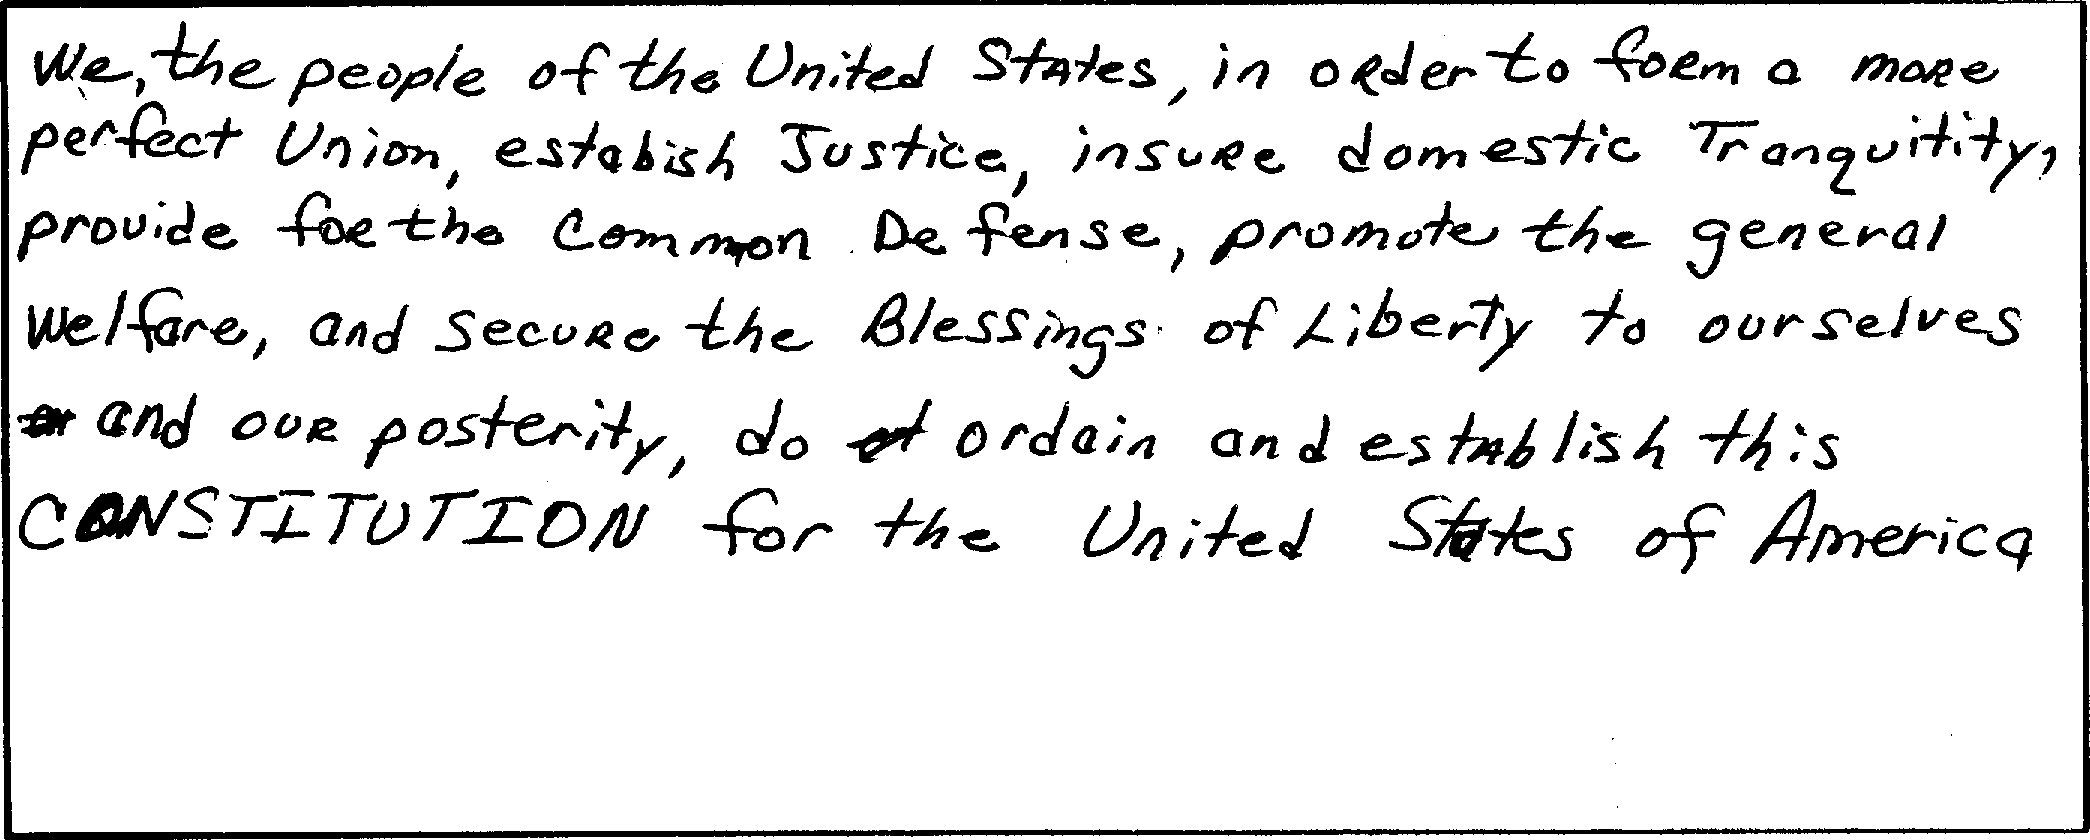 We, the people of the United States, in order to form a more
perfect Union, estabish Justice, insure domestic Tranquitity,
provide for the Common Defense, promote the general
Welfare, and secure the Blessings of Liberty to ourselves
and our posterity, do ordain and establish this
CONSTITUTION for the United States of America